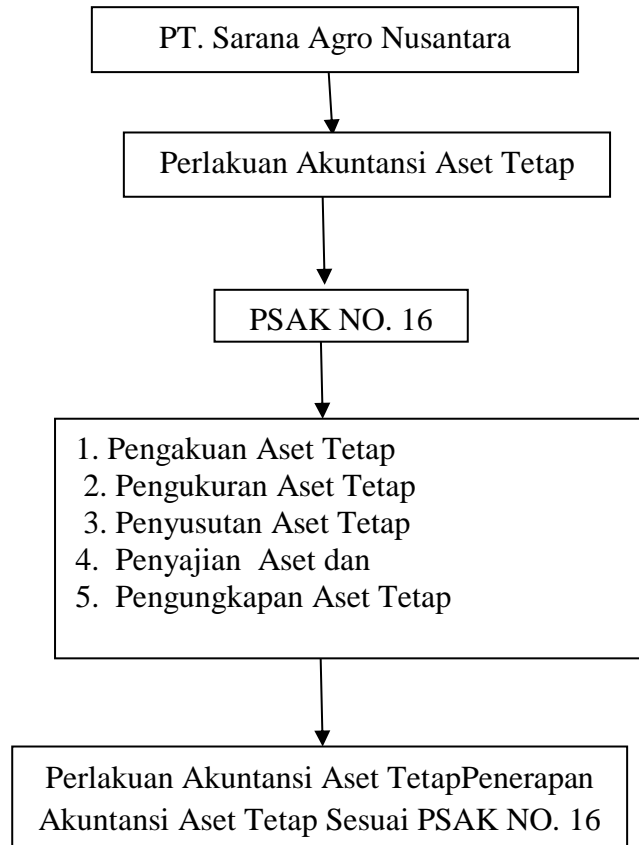 PT. Sarana Agro Nusantara
Perlakuan Akuntansi Aset Tetap
PSAK NO. 16
1. Pengakuan Aset Tetap
2. Pengukuran Aset Tetap
3. Penyusutan Aset Tetap
4. Penyajian Aset dan
5. Pengungkapan Aset Tetap
Perlakuan Akuntansi Aset TetapPenerapan
Akuntansi Aset Tetap Sesuai PSAK NO. 16